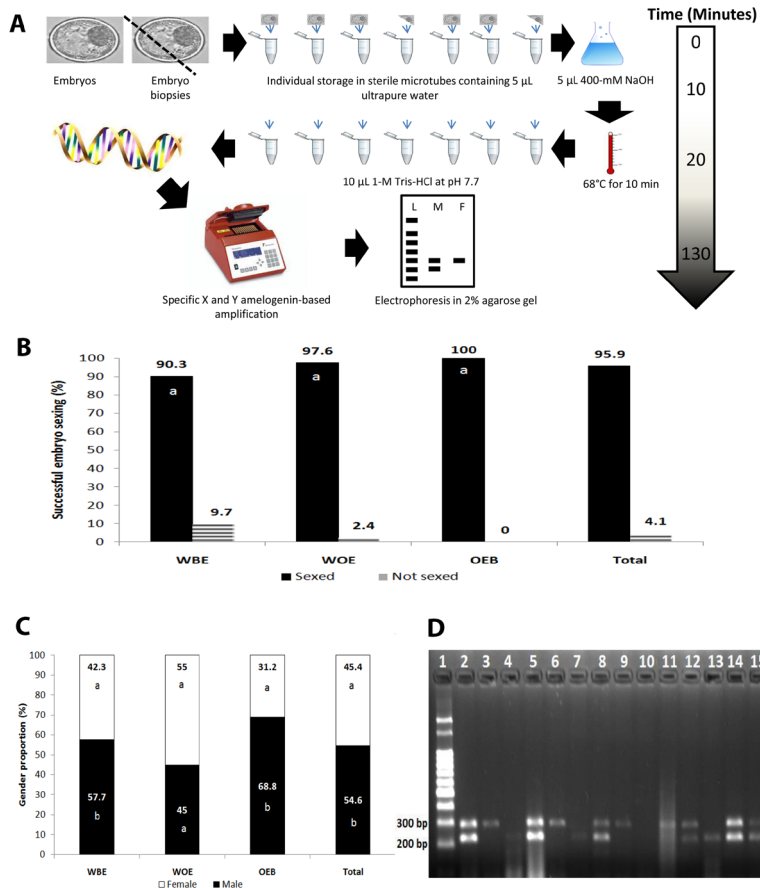 A
Time (Minutes)
0
10
20
130
Embryos
Embryo
biopsies
Individual storage in sterile microtubes containing 5 µL
ultrapure water
5 µL 400-mM NaOH
10 µL 1-M Tris-HCl at pH 7.7
68°C for 10 min
L M F
Specific X and Y amelogenin-based
amplification
Electrophoresis in 2% agarose gel
B
Successful embryo sexing (%)
100
90
80
70
60
50
40
30
20
10
0
90.3
a
9.7
97.6
a
2.4
100
a
0
95.9
4.1
WBE WOE OEB Total
Sexed Not sexed
C
Gender proportion (%)
100
90
80
70
60
50
40
30
20
10
0
42.3 55 31.2 45.4
a a a a
57.7 45 68.8 54.6
b a b b
WBE WOE OEB Total
Female Male
D
1 2 3 4 5 6 7 8 9 10 11 12 13 14 15
300 bp
200 bp